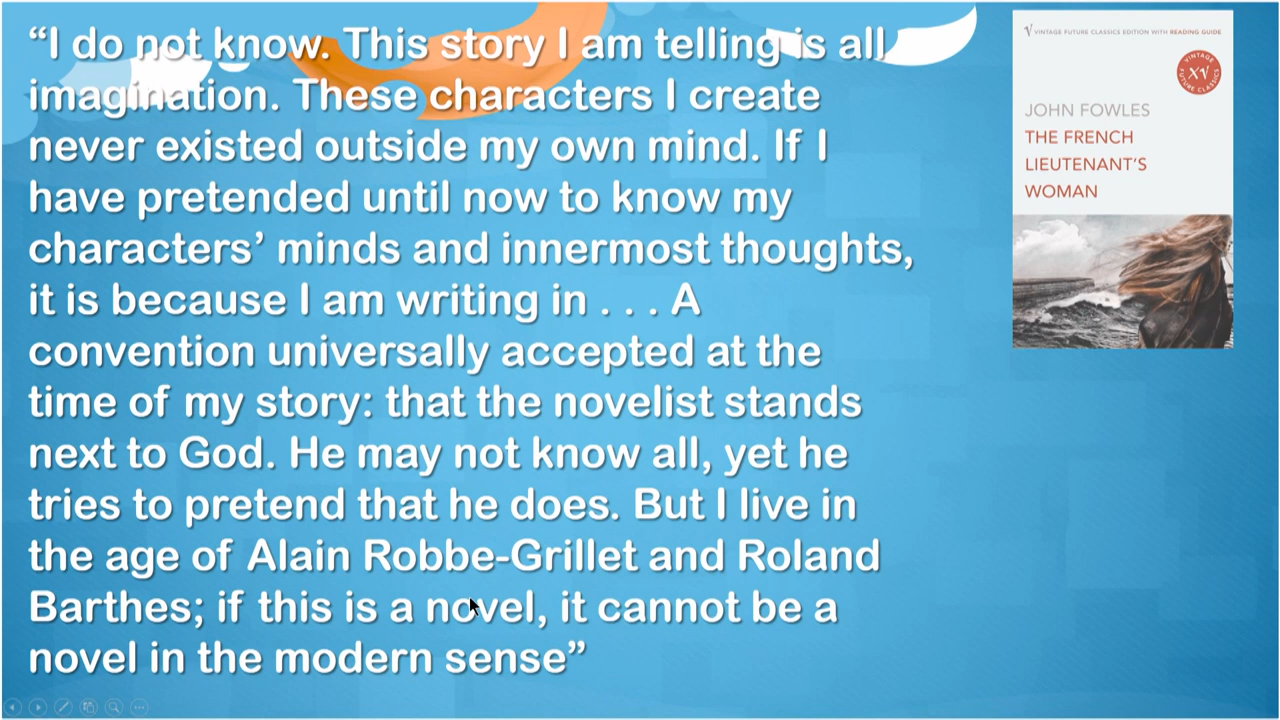 “I do not know. This story I am telling is all
imagination. These characters I create
never existed outside my own mind. If I
have pretended until now to know my
characters’ minds and innermost thoughts,
it is because I am writing in . . . A
convention universally accepted at the
time of my story: that the novelist stands
next to God. He may not know all, yet he
tries to pretend that he does. But I live in
the age of Alain Robbe-Grillet and Roland
Barthes; if this is a novel, it cannot be a
novel in the modern sense”
VINTAGE FUTURE CLASSICS EDITION WITH READING GUIDE
VINTAGE
XV
FUTURE CLASSICS
JOHN FOWLES
THE FRENCH
LIEUTENANT’S
WOMAN